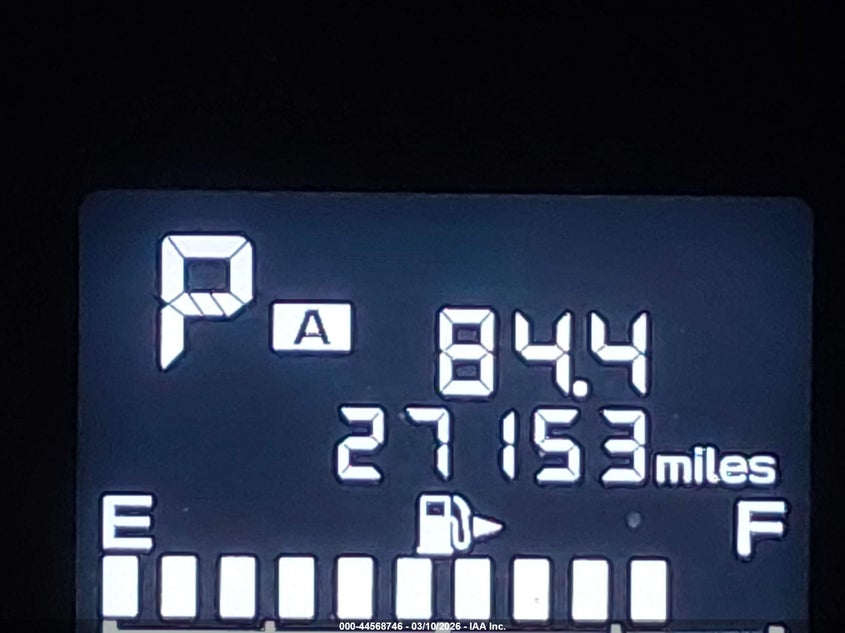 P A 84.4
27153 miles
E F
000-44568746 - 03/10/2026 - IAA Inc.